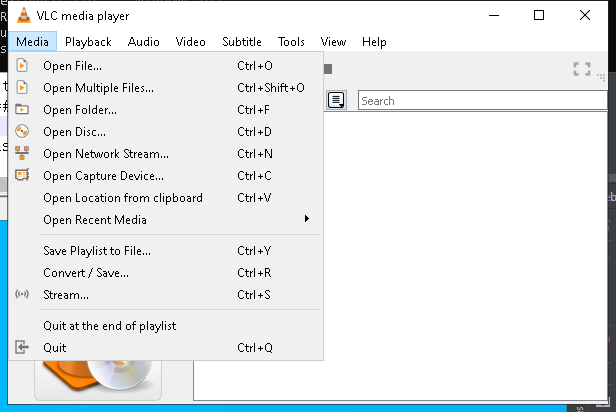 VLC media player
Media Playback Audio Video Subtitle Tools View Help
Open File... Ctrl+O
Open Multiple Files... Ctrl+Shift+O
Open Folder... Ctrl+F
Search
Open Disc... Ctrl+D
Open Network Stream... Ctrl+N
Open Capture Device... Ctrl+C
Open Location from clipboard Ctrl+V
Open Recent Media
Save Playlist to File... Ctrl+Y
Convert / Save... Ctrl+R
Stream... Ctrl+S
Quit at the end of playlist
Quit Ctrl+Q